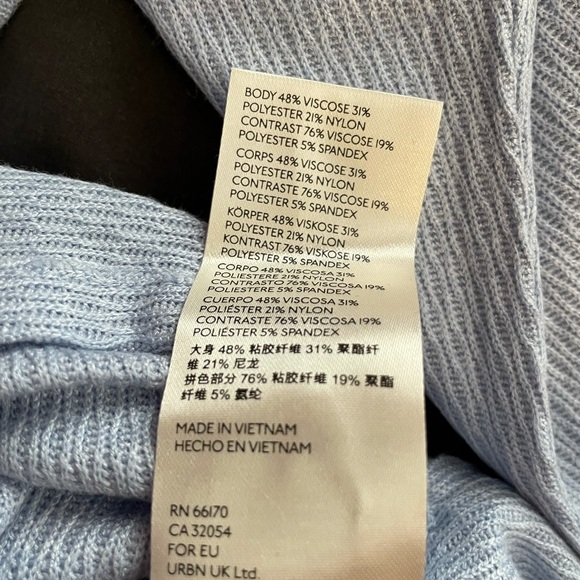 BODY 48% VISCOSE 31%
POLYESTER 21% NYLON
CONTRAST 76% VISCOSE 19%
POLYESTER 5% SPANDEX
CORPS 48% VISCOSE 31%
POLYESTER 21% NYLON
CONTRASTE 76% VISCOSE 19%
POLYESTER 5% SPANDEX
KÖRPER 48% VISKOSE 31%
POLYESTER 21% NYLON
KONTRAST 76% VISKOSE 19%
POLYESTER 5% SPANDEX
CORPO 48% VISCOSA 31%
POLIESTERE 21% NYLON
CONTRASTO 76% VISCOSA 19%
POLIESTERE 5% SPANDEX
CUERPO 48% VISCOSA 31%
POLIÉSTER 21% NYLON
CONTRASTE 76% VISCOSA 19%
POLIÉSTER 5% SPANDEX
大身 48% 粘胶纤维 31% 聚酯纤
维 21% 尼龙
拼色部分 76% 粘胶纤维 19% 聚酯
纤维 5% 氨纶
MADE IN VIETNAM
HECHO EN VIETNAM
RN 66170
CA 32054
FOR EU
URBN UK Ltd.